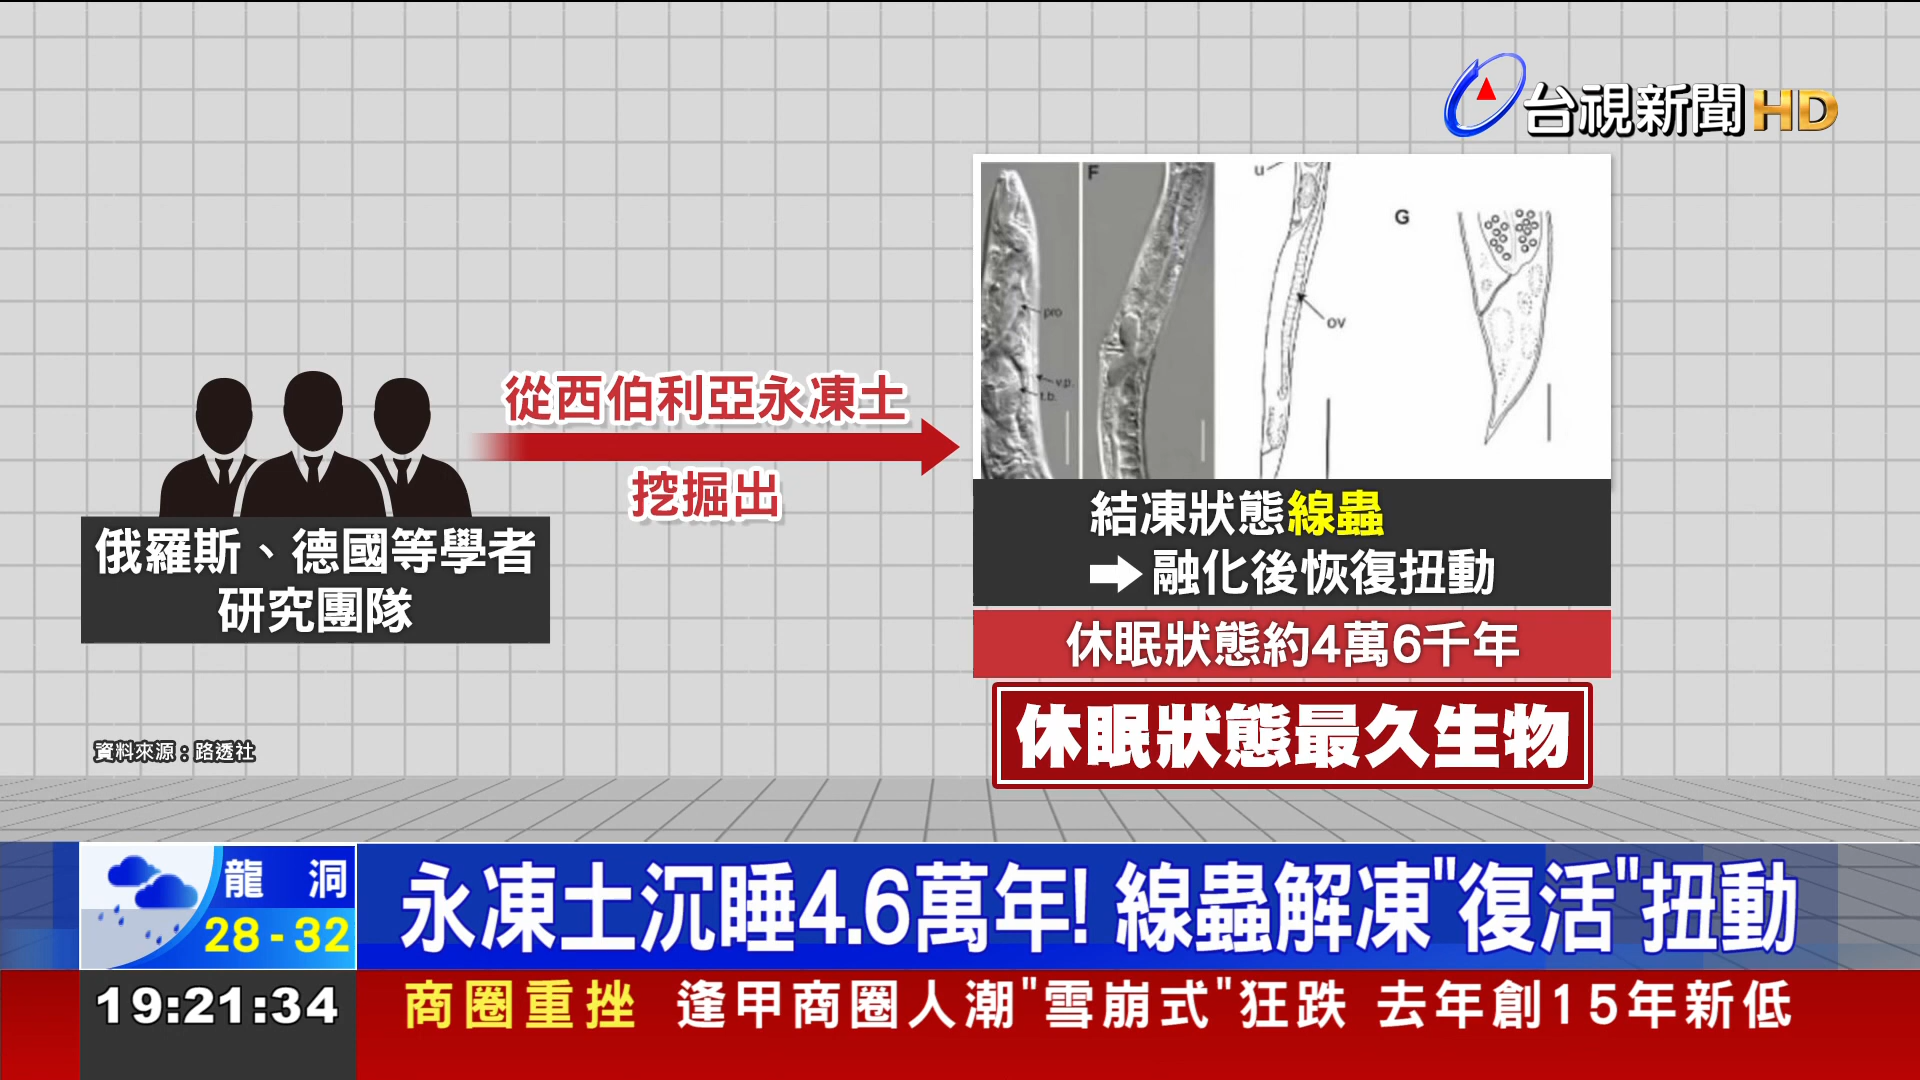 台視新聞HD
F
u
G
pro
ov
v.p.
t.b.
從西伯利亞永凍土
挖掘出
俄羅斯、德國等學者
研究團隊
結凍狀態線蟲
➡融化後恢復扭動
休眠狀態約4萬6千年
休眠狀態最久生物
資料來源：路透社
龍洞
28-32
永凍土沉睡4.6萬年! 線蟲解凍"復活"扭動
19:21:34
商圈重挫 逢甲商圈人潮"雪崩式"狂跌 去年創15年新低